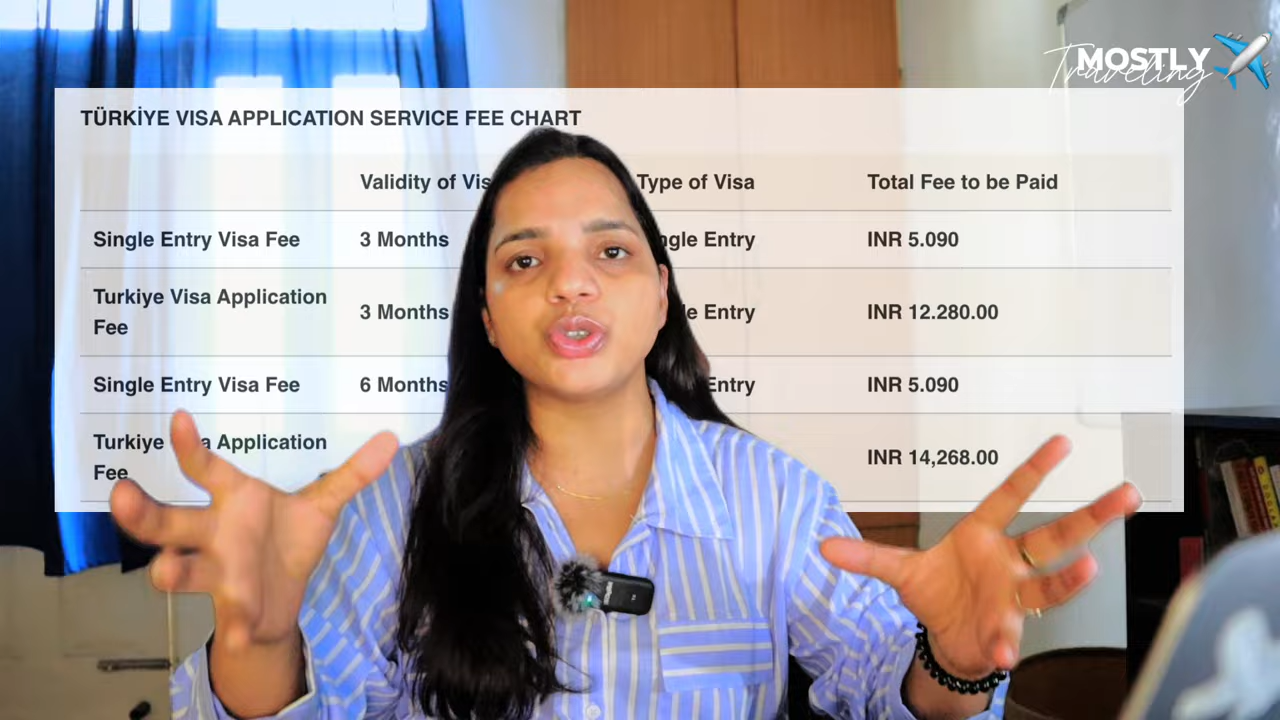 MOSTLY
Traveling
TÜRKİYE VISA APPLICATION SERVICE FEE CHART
Validity of Type of Visa Total Fee to be Paid
Single Entry Visa Fee 3 Months Entry INR 5.090
Turkiye Visa Application
Fee 3 Months Entry INR 12.280.00
Single Entry Visa Fee 6 Months Entry INR 5.090
Turkiye Application
Fee INR 14,268.00